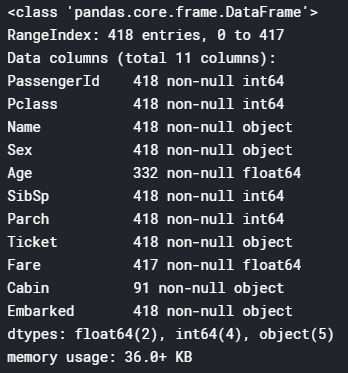 <class 'pandas.core.frame.DataFrame'>
RangeIndex: 418 entries, 0 to 417
Data columns (total 11 columns):
PassengerId    418 non-null int64
Pclass         418 non-null int64
Name           418 non-null object
Sex            418 non-null object
Age            332 non-null float64
SibSp          418 non-null int64
Parch          418 non-null int64
Ticket         418 non-null object
Fare           417 non-null float64
Cabin          91 non-null object
Embarked       418 non-null object
dtypes: float64(2), int64(4), object(5)
memory usage: 36.0+ KB